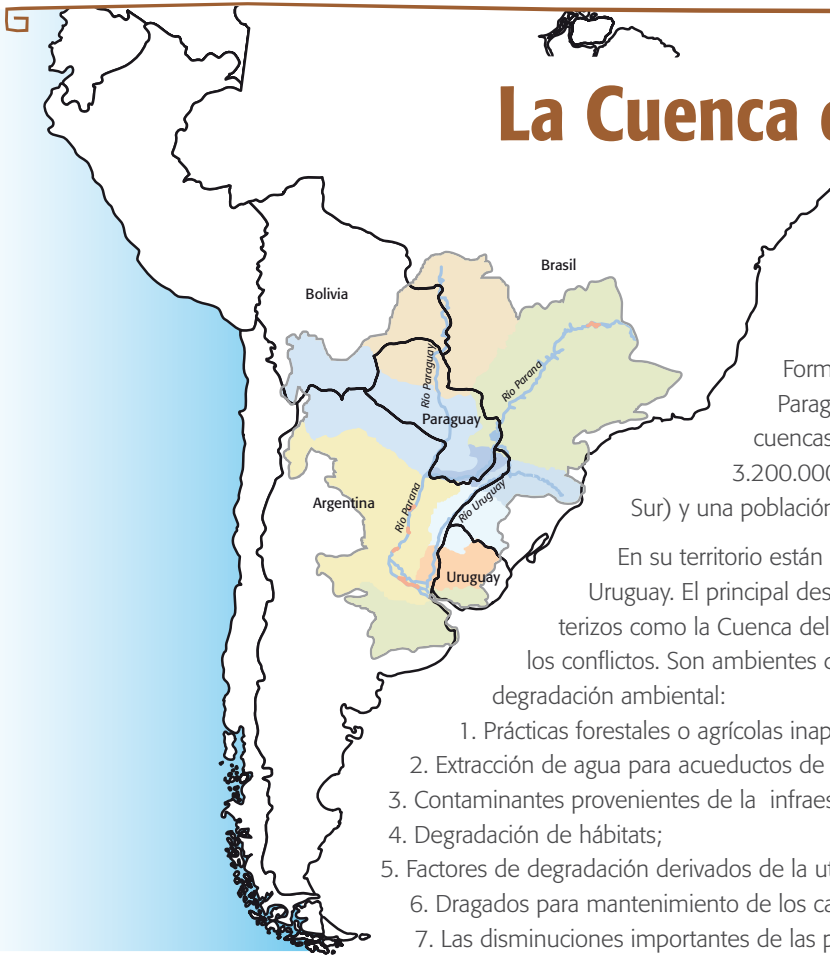 La Cuenca
Brasil
Bolivia
Río Paraguay
Río Parana
Paraguay
Argentina
Río Parana
Río Uruguay
Uruguay
Form
Parag
cuencas
3.200.000
Sur) y una población
En su territorio están
Uruguay. El principal des
terizos como la Cuenca del
los conflictos. Son ambientes
degradación ambiental:
1. Prácticas forestales o agrícolas inap
2. Extracción de agua para acueductos de
3. Contaminantes provenientes de la infraes
4. Degradación de hábitats;
5. Factores de degradación derivados de la ut
6. Dragados para mantenimiento de los ca
7. Las disminuciones importantes de las p